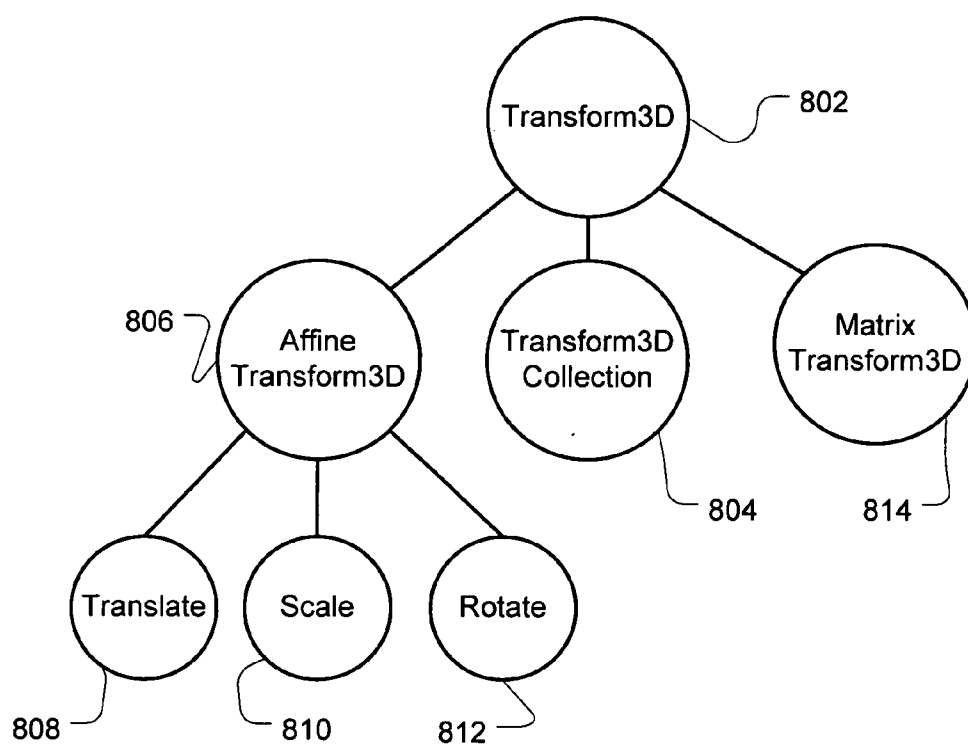 Transform3D
802
806
Affine
Transform3D
Transform3D
Collection
Matrix
Transform3D
804
814
Translate
Scale
Rotate
808
810
812